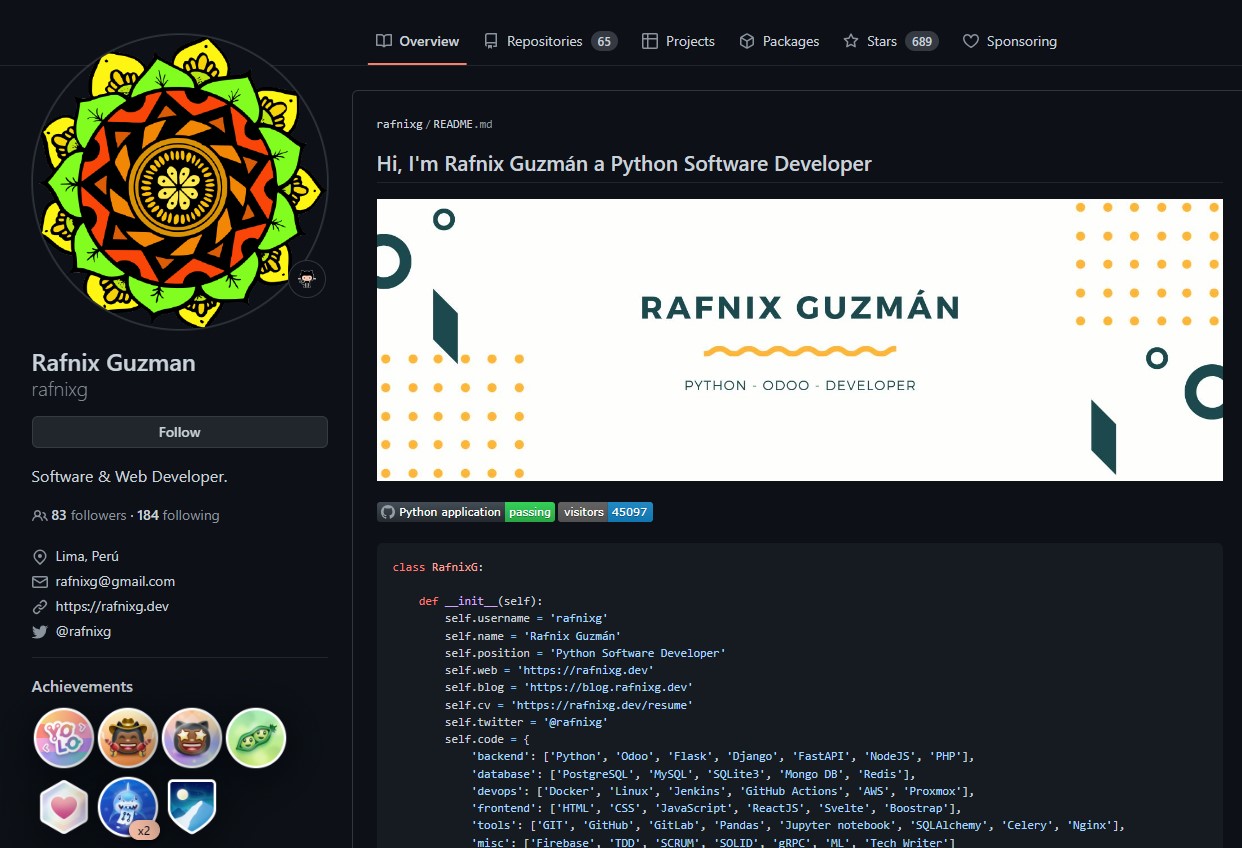 Overview
Repositories 65
Projects
Packages
Stars 689
Sponsoring
Rafnix Guzman
rafnixg
Follow
Software & Web Developer.
83 followers · 184 following
Lima, Perú
rafnixg@gmail.com
https://rafnixg.dev
@rafnixg
Achievements
YOLO
x2
rafnixg/README.md
Hi, I'm Rafnix Guzmán a Python Software Developer
RAFNIX GUZMÁN
PYTHON - ODOO - DEVELOPER
Python application passing visitors 45097
class RafnixG:
def __init__(self):
self.username = 'rafnixg'
self.name = 'Rafnix Guzmán'
self.position = 'Python Software Developer'
self.web = 'https://rafnixg.dev'
self.blog = 'https://blog.rafnixg.dev'
self.cv = 'https://rafnixg.dev/resume'
self.twitter = '@rafnixg'
self.code = {
'backend': ['Python', 'Odoo', 'Flask', 'Django', 'FastAPI', 'NodeJS', 'PHP'],
'database': ['PostgreSQL', 'MySQL', 'SQLite3', 'Mongo DB', 'Redis'],
'devops': ['Docker', 'Linux', 'Jenkins', 'GitHub Actions', 'AWS', 'Proxmox'],
'frontend': ['HTML', 'CSS', 'JavaScript', 'ReactJS', 'Svelte', 'Boostrap'],
'tools': ['GIT', 'GitHub', 'GitLab', 'Pandas', 'Jupyter notebook', 'SQLAlchemy', 'Celery', 'Nginx'],
'misc': ['Firebase', 'TDD', 'SCRUM', 'SOLID', 'gRPC', 'ML', 'Tech Writer']